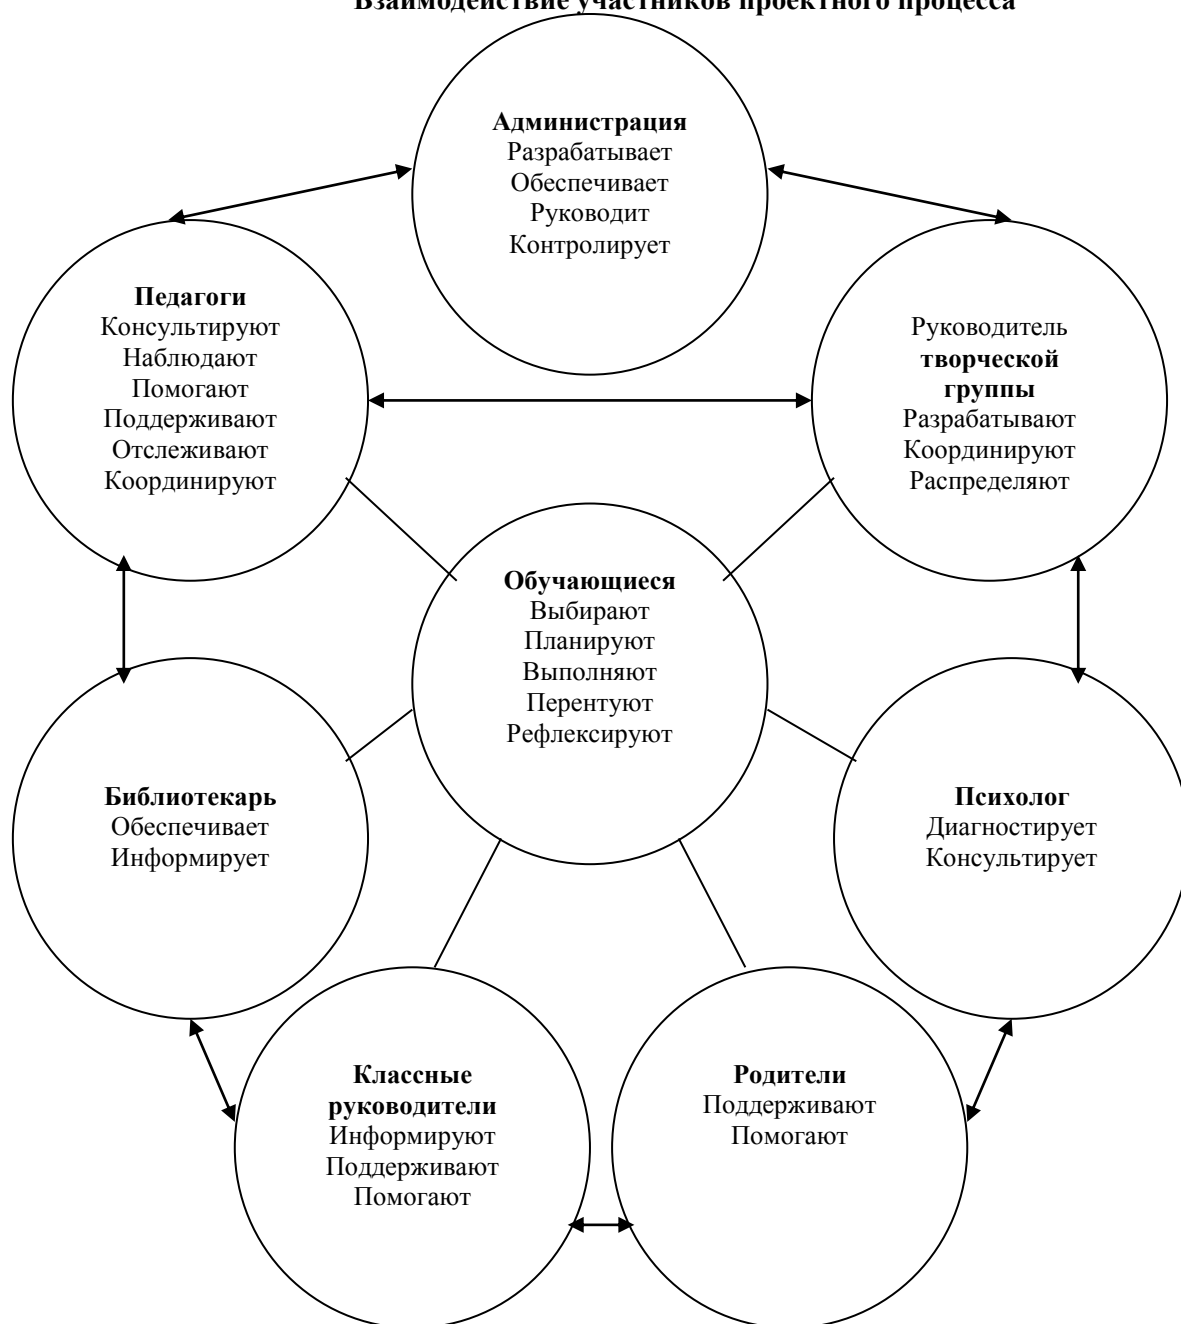 Взаимодействие участников проектного процесса
Администрация
Разрабатывает
Обеспечивает
Руководит
Контролирует
Педагоги
Консультируют
Наблюдают
Помогают
Поддерживают
Отслеживают
Координируют
Руководитель
творческой
группы
Разрабатывают
Координируют
Распределяют
Обучающиеся
Выбирают
Планируют
Выполняют
Перентуют
Рефлексируют
Библиотекарь
Обеспечивает
Информирует
Психолог
Диагностирует
Консультирует
Классные
руководители
Информируют
Поддерживают
Помогают
Родители
Поддерживают
Помогают